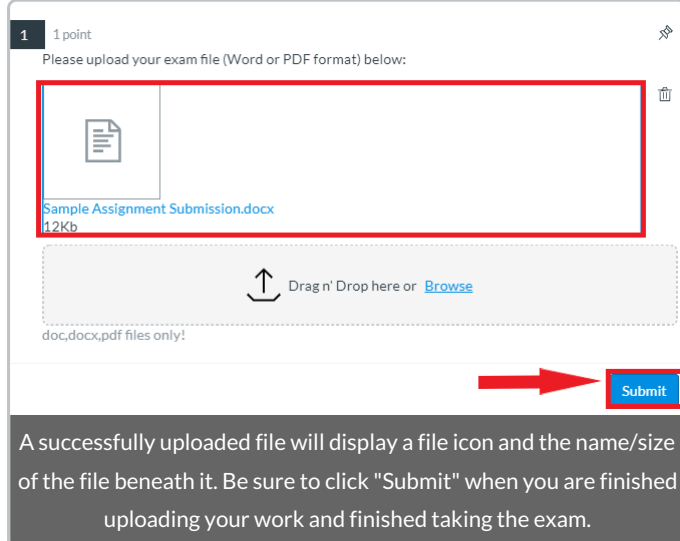 1 1 point
Please upload your exam file (Word or PDF format) below:
Sample Assignment Submission.docx
12Kb
Drag n' Drop here or Browse
doc,docx,pdf files only!
Submit
A successfully uploaded file will display a file icon and the name/size
of the file beneath it. Be sure to click "Submit" when you are finished
uploading your work and finished taking the exam.